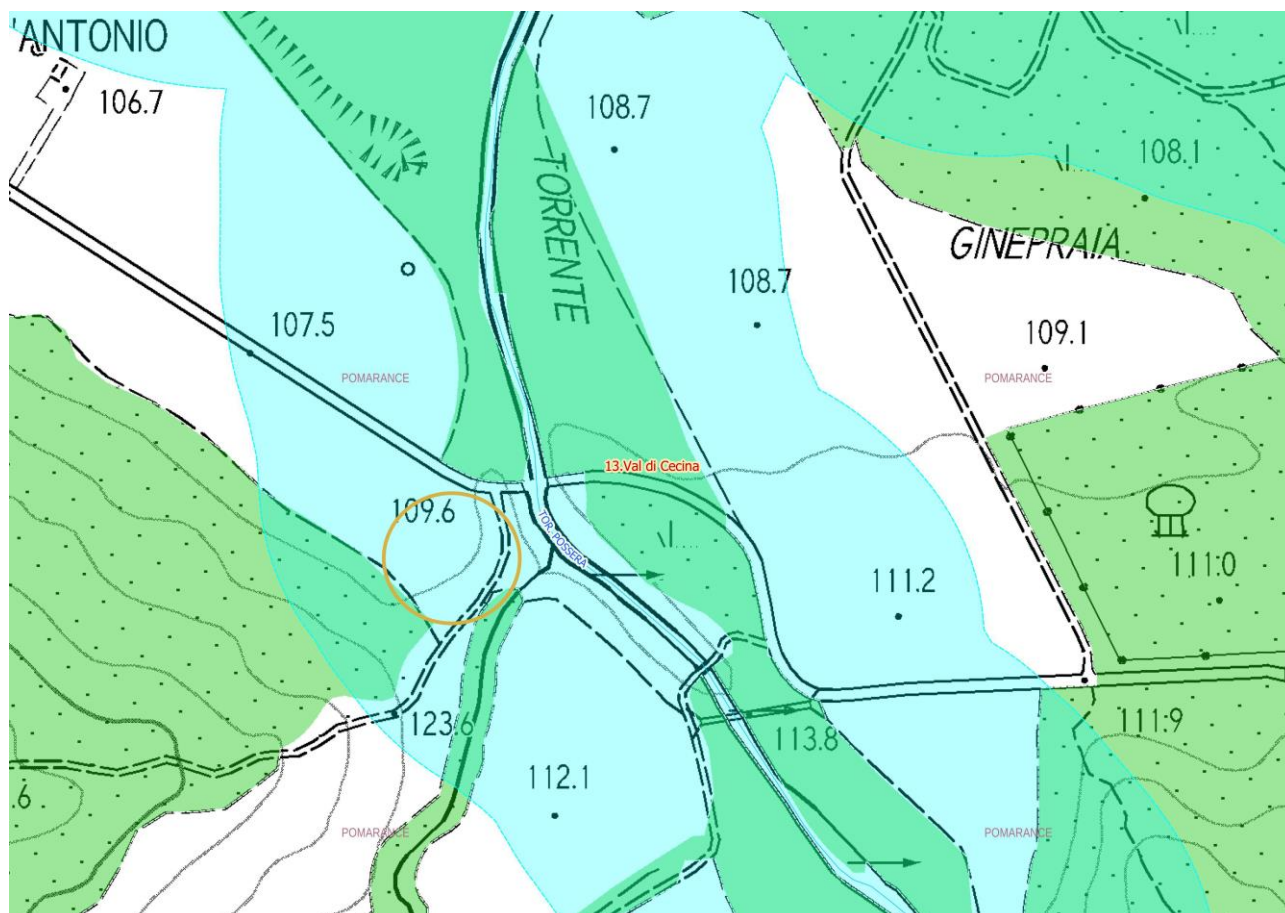 'ANTONIO
106.7
108.7
108.1
TORRENTE
GINEPRAIA
108.7
107.5
109.1
POMARANCE
POMARANCE
13.Val di Cecina
109.6
TOR. POSSERA
111.0
111.2
123.6
113.8
111.9
112.1
.6
POMARANCE
POMARANCE